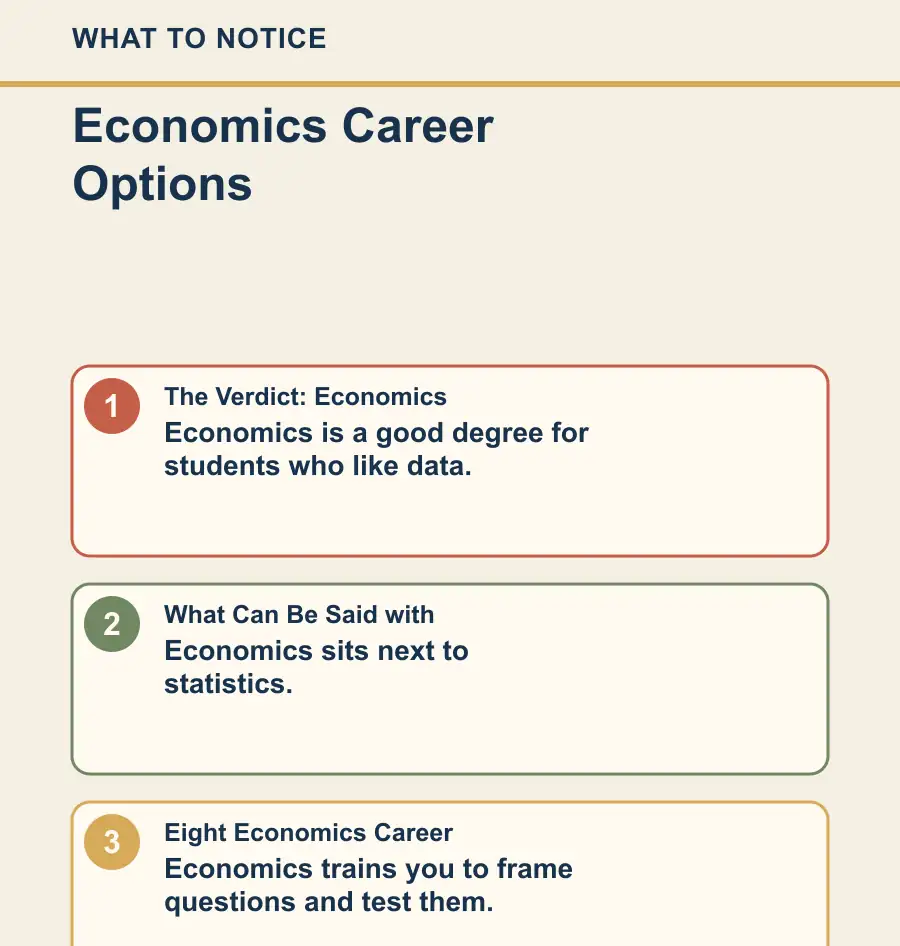 WHAT TO NOTICE
Economics Career
Options
1
The Verdict: Economics
Economics is a good degree for
students who like data.
2
What Can Be Said with
Economics sits next to
statistics.
3
Eight Economics Career
Economics trains you to frame
questions and test them.